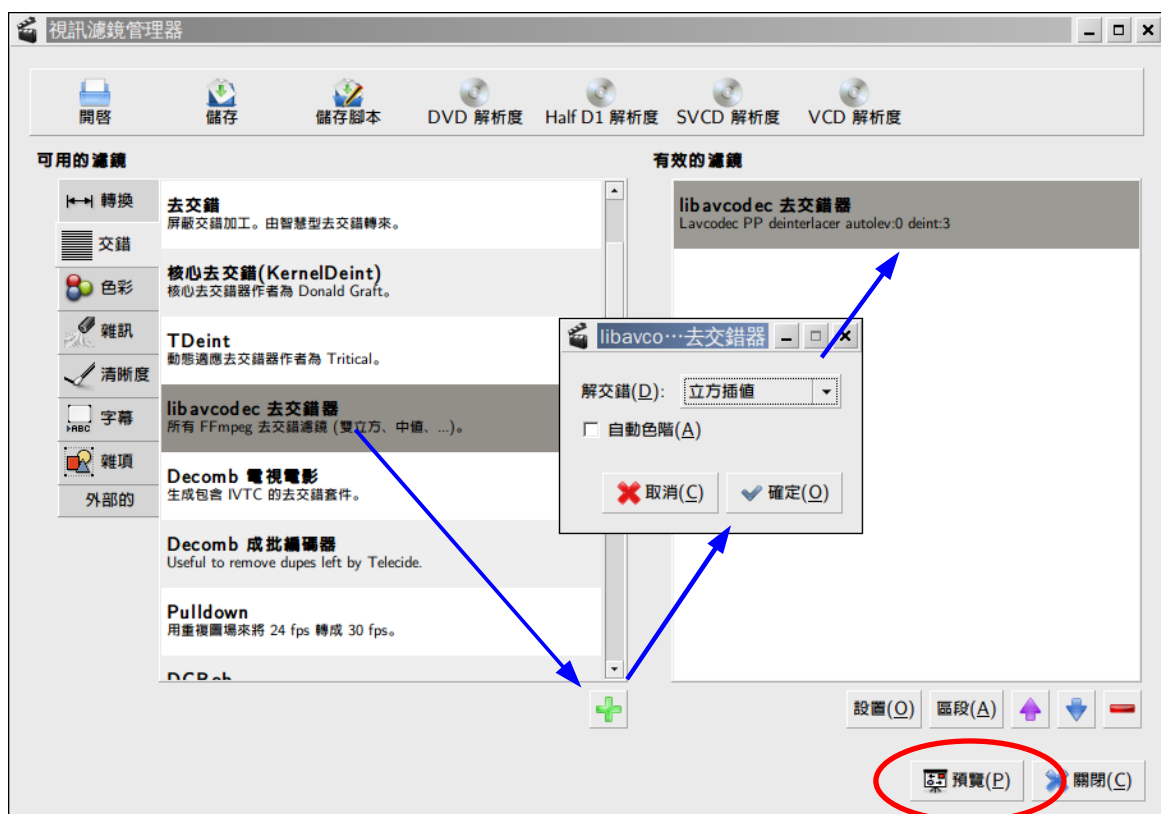 視訊濾鏡管理器
開啓
儲存
儲存腳本
DVD 解析度
Half D1 解析度
SVCD 解析度
VCD 解析度
可用的濾鏡
轉換
交錯
色彩
雜訊
清晰度
ABC 字幕
雜項
外部的
去交錯
屏蔽交錯加工。由智慧型去交錯轉來。
核心去交錯(KernelDeint)
核心去交錯器作者為 Donald Graft。
TDeint
動態適應去交錯器作者為 Tritical。
libavcodec 去交錯器
所有 FFmpeg 去交錯濾鏡 (雙立方、中值、...)。
Decomb 電視電影
生成包含 IVTC 的去交錯套件。
Decomb 成批編碼器
Useful to remove dupes left by Telecide.
Pulldown
用重複圖場來將 24 fps 轉成 30 fps。
有效的濾鏡
libavcodec 去交錯器
Lavcodec PP deinterlacer autolev:0 deint:3
libavco⋯去交錯器
解交錯(D):
立方插值
自動色階(A)
取消(C)
確定(O)
設置(O)
區段(A)
預覽(P)
關閉(C)